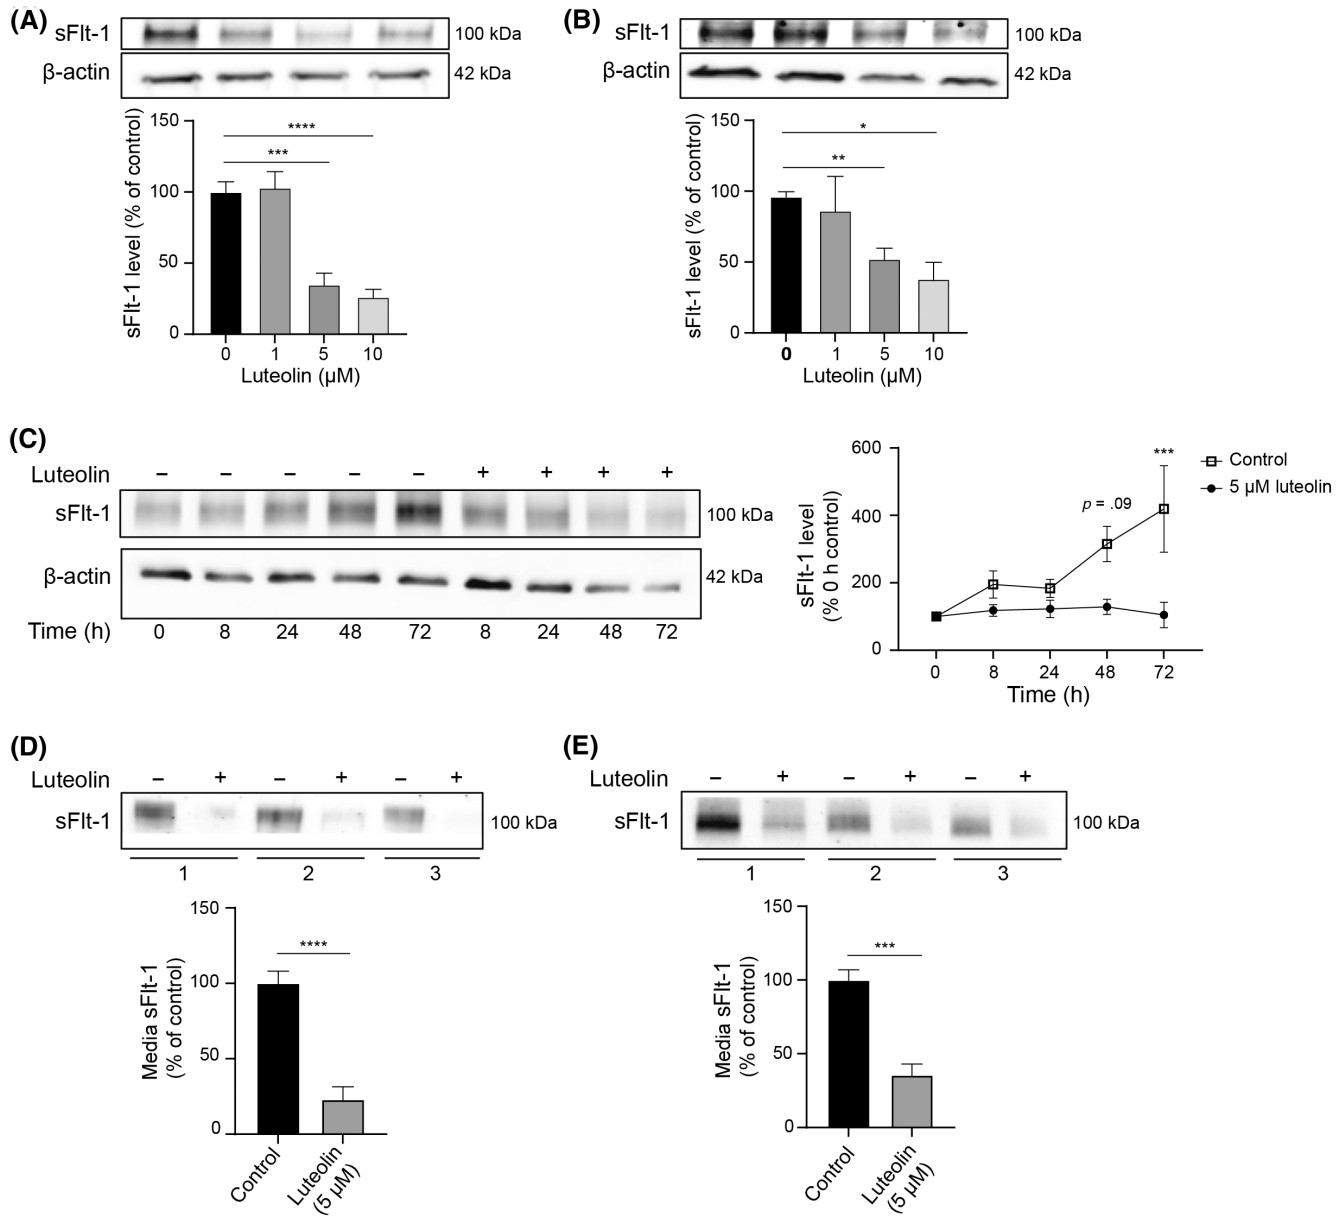 (A)
sFlt-1
100 kDa
β-actin
42 kDa
sFlt-1 level (% of control)
150
100
50
0
****
***
0 1 5 10
Luteolin (μM)
(B)
sFlt-1
100 kDa
β-actin
42 kDa
sFlt-1 level (% of control)
150
100
50
0
*
**
0 1 5 10
Luteolin (μM)
(C)
Luteolin – – – – – + + + +
sFlt-1
100 kDa
β-actin
42 kDa
Time (h) 0 8 24 48 72 8 24 48 72
sFlt-1 level
(% 0 h control)
600
400
200
0
p = .09
***
0 8 24 48 72
Time (h)
Control
5 μM luteolin
(D)
Luteolin – + – + – +
sFlt-1
100 kDa
1 2 3
Media sFlt-1
(% of control)
150
100
50
0
****
Control
Luteolin
(5 μM)
(E)
Luteolin – + – + – +
sFlt-1
100 kDa
1 2 3
Media sFlt-1
(% of control)
150
100
50
0
***
Control
Luteolin
(5 μM)